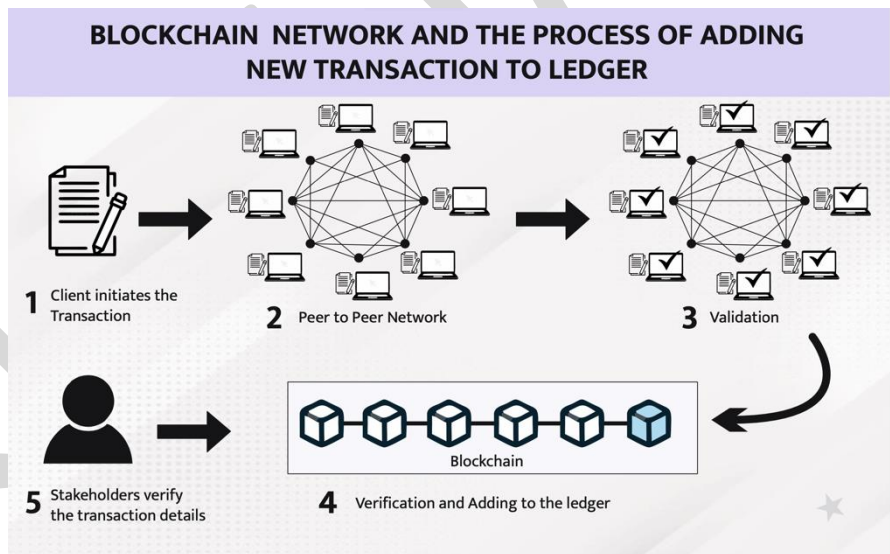 BLOCKCHAIN NETWORK AND THE PROCESS OF ADDING
NEW TRANSACTION TO LEDGER
1 Client initiates the
Transaction
2 Peer to Peer Network
3 Validation
Blockchain
5 Stakeholders verify
the transaction details
4 Verification and Adding to the ledger